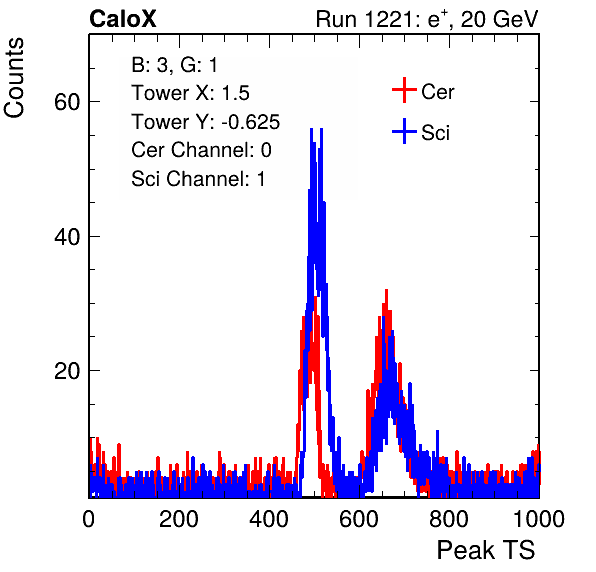 CaloX Run 1221: e⁺, 20 GeV
B: 3, G: 1
Tower X: 1.5
Tower Y: -0.625
Cer Channel: 0
Sci Channel: 1
Cer
Sci
Counts
60
40
20
0 200 400 600 800 1000
Peak TS